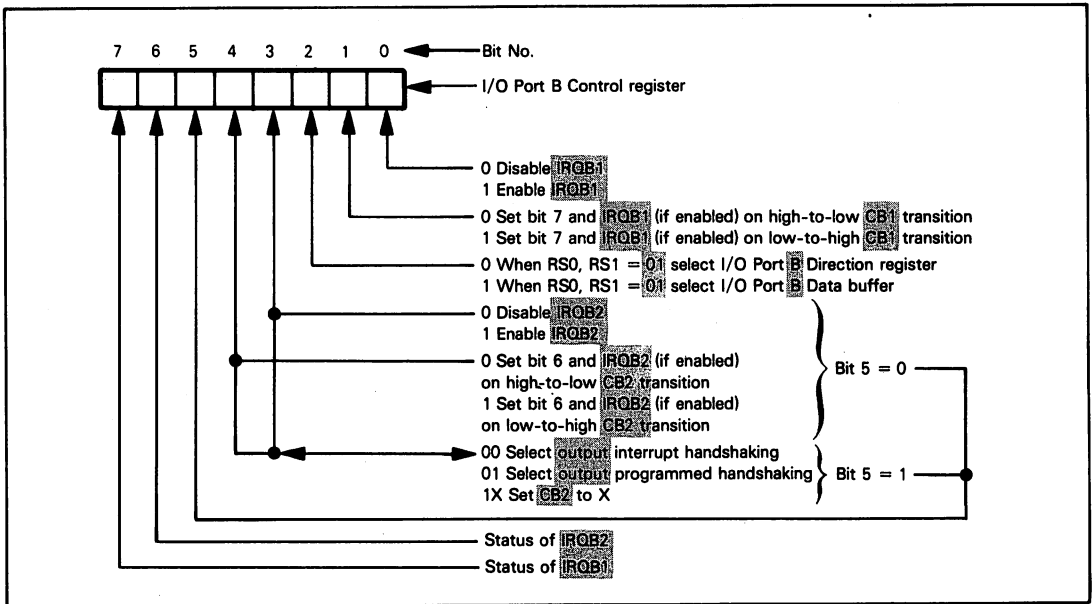 7 6 5 4 3 2 1 0 Bit No.
I/O Port B Control register
0 Disable IRQB1
1 Enable IRQB1
0 Set bit 7 and IRQB1 (if enabled) on high-to-low CB1 transition
1 Set bit 7 and IRQB1 (if enabled) on low-to-high CB1 transition
0 When RS0, RS1 = 01 select I/O Port B Direction register
1 When RS0, RS1 = 01 select I/O Port B Data buffer
0 Disable IRQB2
1 Enable IRQB2
0 Set bit 6 and IRQB2 (if enabled)
on high-to-low CB2 transition
1 Set bit 6 and IRQB2 (if enabled)
on low-to-high CB2 transition
Bit 5 = 0
00 Select output interrupt handshaking
01 Select output programmed handshaking
1X Set CB2 to X
Bit 5 = 1
Status of IRQB2
Status of IRQB1